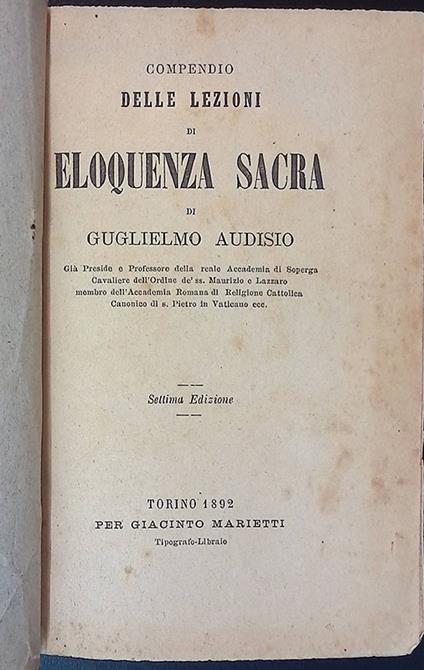 COMPENDIO
DELLE LEZIONI
DI
ELOQUENZA SACRA
DI
GUGLIELMO AUDISIO
Già Preside e Professore della reale Accademia di Soperga
Cavaliere dell'Ordine de' ss. Maurizio e Lazzaro
membro dell'Accademia Romana di Religione Cattolica
Canonico di s. Pietro in Vaticano ecc.
Settima Edizione
TORINO 1892
PER GIACINTO MARIETTI
Tipografo-Libraio